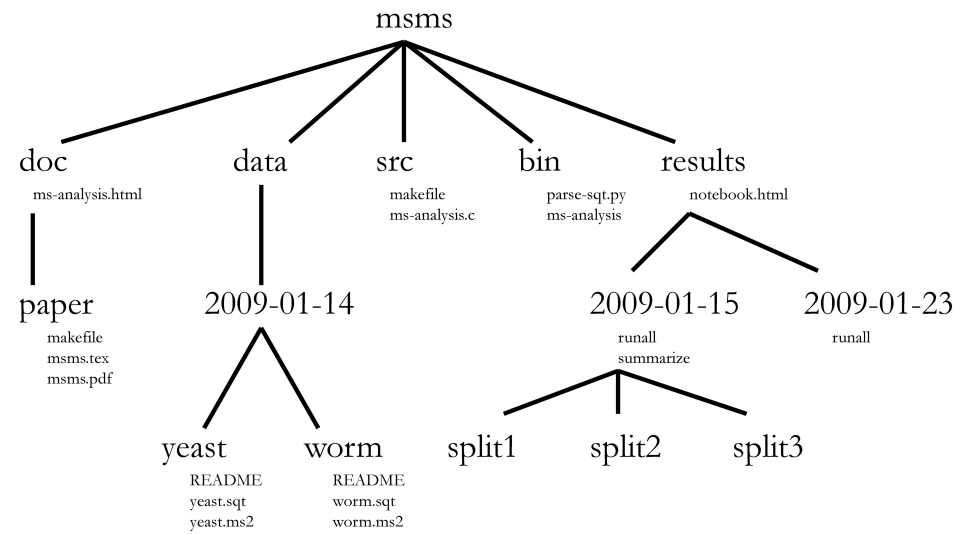 msms
doc
data
src
bin
results
ms-analysis.html
makefile
ms-analysis.c
parse-sqt.py
ms-analysis
notebook.html
paper
2009-01-14
2009-01-15
2009-01-23
makefile
msms.tex
msms.pdf
runall
summarize
runall
yeast
worm
split1
split2
split3
README
yeast.sqt
yeast.ms2
README
worm.sqt
worm.ms2